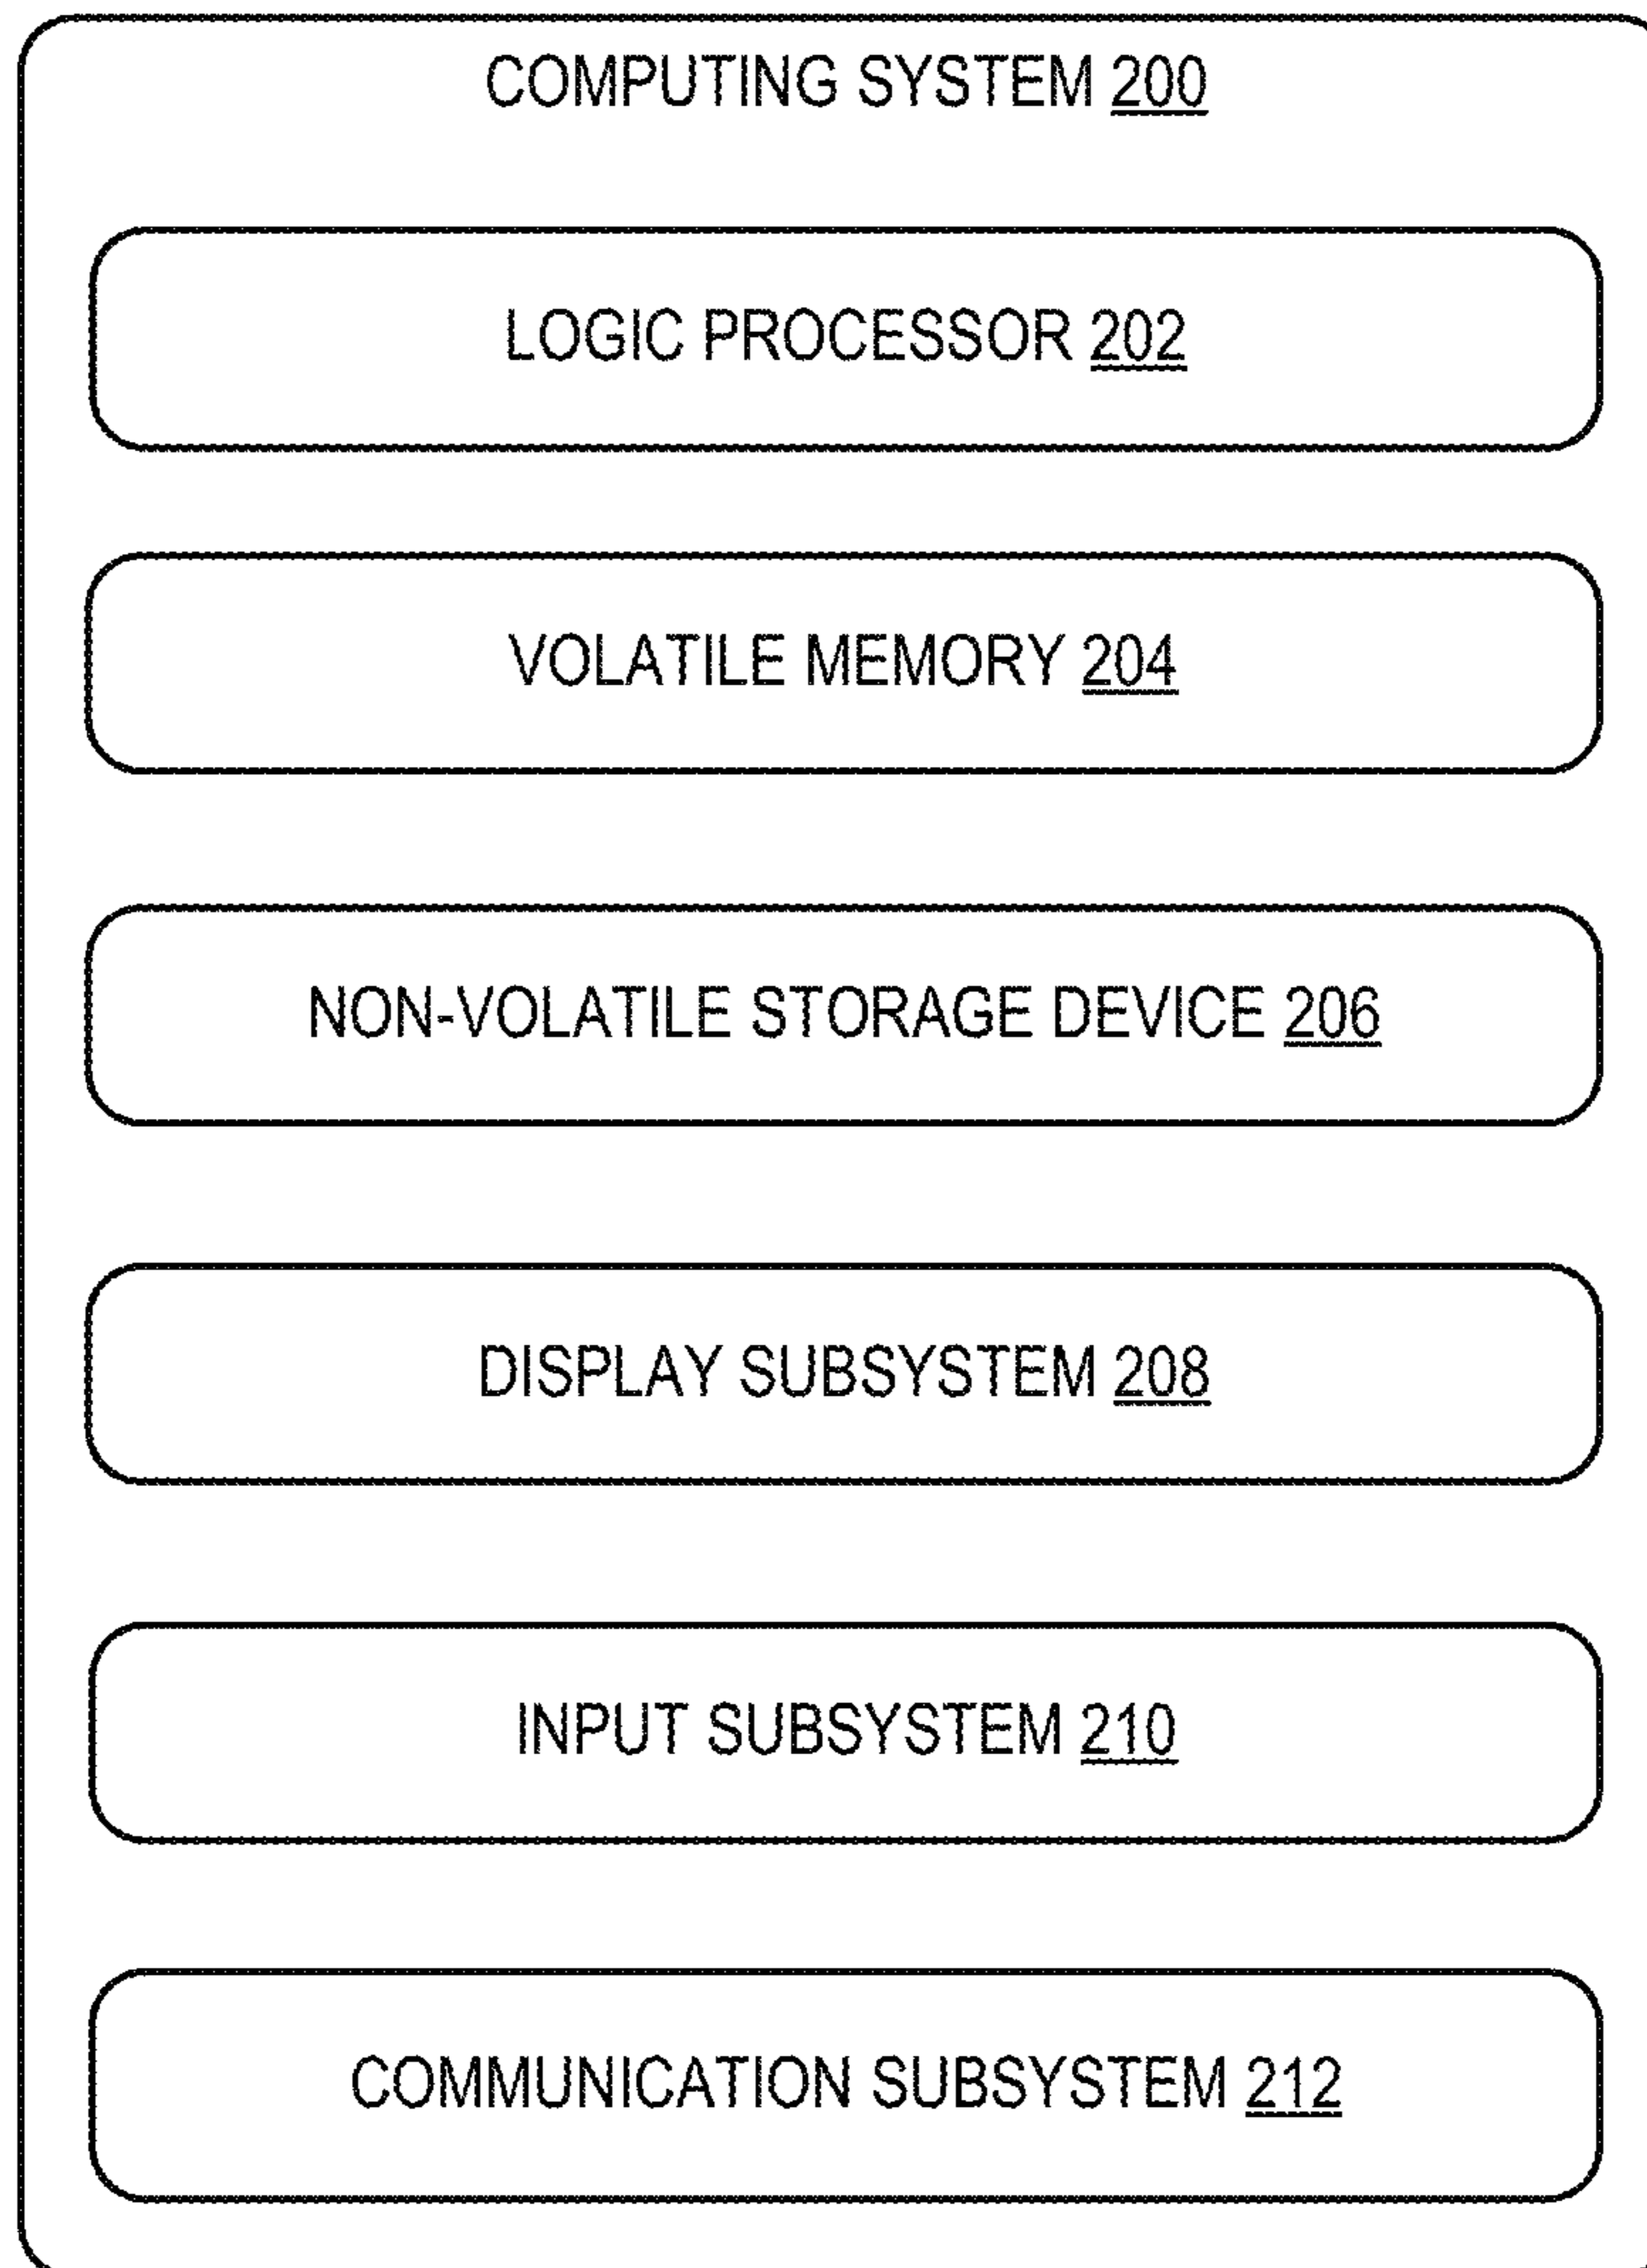 COMPUTING SYSTEM 200
LOGIC PROCESSOR 202
VOLATILE MEMORY 204
NON-VOLATILE STORAGE DEVICE 206
DISPLAY SUBSYSTEM 208
INPUT SUBSYSTEM 210
COMMUNICATION SUBSYSTEM 212